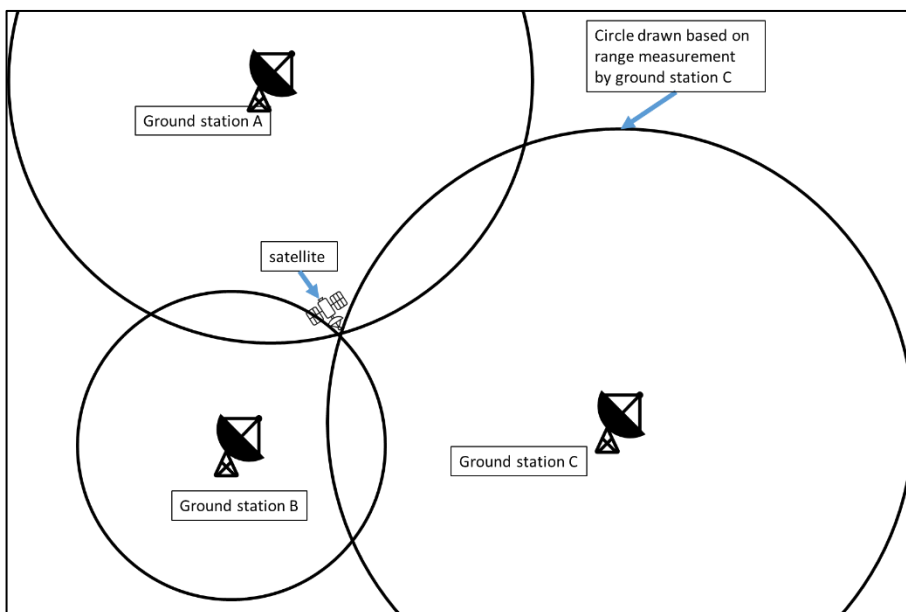 Circle drawn based on
range measurement
by ground station C
Ground station A
satellite
Ground station C
Ground station B